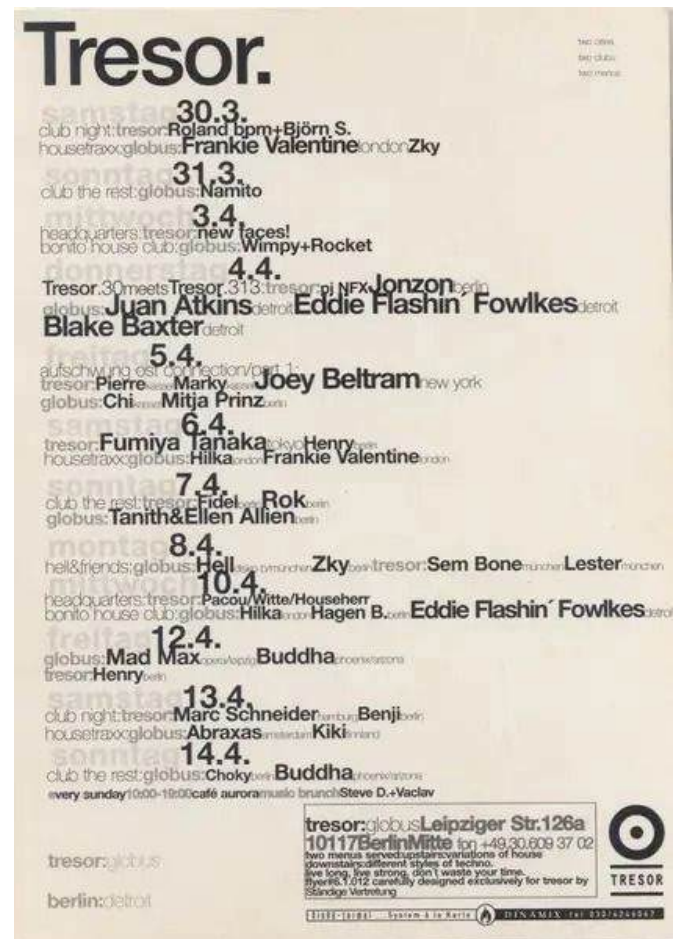 Tresor.
two cities
two clubs
two menus
samstag 30.3.
club night:tresor:Roland bpm+Björn S.
housetraxx:globus:Frankie Valentine london Zky
sonntag 31.3.
club the rest:globus:Namito
mittwoch 3.4.
headquarters:tresor:new faces!
bonito house club:globus:Wimpy+Rocket
donnerstag 4.4.
Tresor.30meetsTresor.313:tresor:pj NFX Jonzon berlin
globus:Juan Atkins detroit Eddie Flashin´ Fowlkes detroit
Blake Baxter detroit
freitag 5.4.
aufschwung ost connection/part 1:
tresor:Pierre kassel Marky kassel Joey Beltram new york
globus:Chi kassel Mitja Prinz berlin
samstag 6.4.
tresor:Fumiya Tanaka tokyo Henry berlin
housetraxx:globus:Hilka london Frankie Valentine london
sonntag 7.4.
club the rest:tresor:Fidel berlin Rok berlin
globus:Tanith&Ellen Allien berlin
montag 8.4.
hell&friends:globus:Hell münchen Zky berlin tresor:Sem Bone münchen Lester münchen
mittwoch 10.4.
headquarters:tresor:Pacou/Witte/Househerr
bonito house club:globus:Hilka london Hagen B. berlin Eddie Flashin´ Fowlkes detroit
freitag 12.4.
globus:Mad Max opera/leipzig Buddha phoenix/arizona
tresor:Henry berlin
samstag 13.4.
club night:tresor:Marc Schneider hamburg Benji berlin
housetraxx:globus:Abraxas amsterdam Kiki finnland
sonntag 14.4.
club the rest:globus:Choky berlin Buddha phoenix/arizona
every sunday 10:00-19:00 café aurora music brunch Steve D.+Vaclav
tresor:globus Leipziger Str.126a
10117BerlinMitte fon +49.30.609 37 02
two menus served:upstairs:variations of house
downstairs:different styles of techno.
live long, live strong, don't waste your time.
flyer#6.1.012 carefully designed exclusively for tresor by
Ständige Vertretung
tresor:globus
berlin:detroit
TRESOR
System à la Karte DINAMIX tel 030/6246067